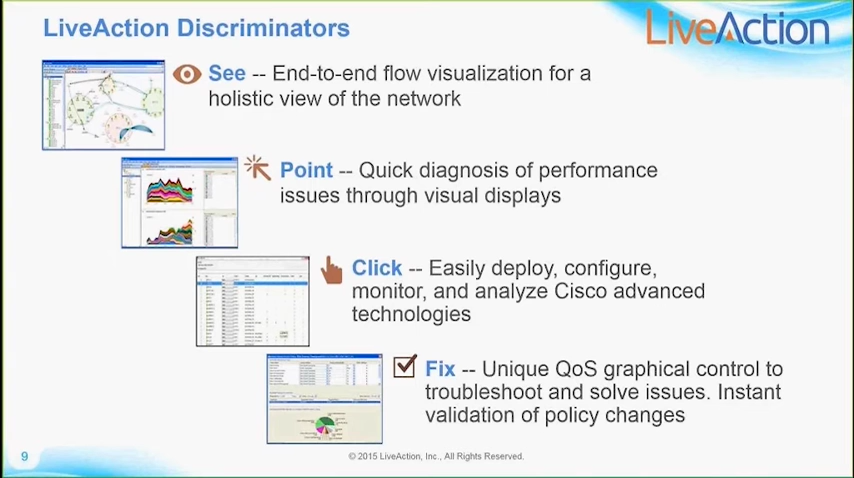 LiveAction Discriminators
LiveAction
See -- End-to-end flow visualization for a
holistic view of the network
Point -- Quick diagnosis of performance
issues through visual displays
Click -- Easily deploy, configure,
monitor, and analyze Cisco advanced
technologies
Fix -- Unique QoS graphical control to
troubleshoot and solve issues. Instant
validation of policy changes
9
© 2015 LiveAction, Inc., All Rights Reserved.